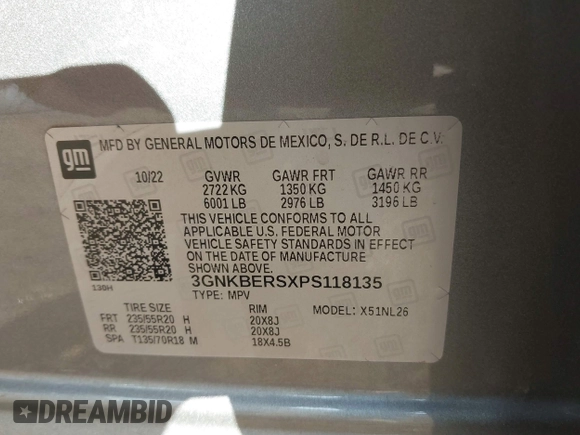 gm
MFD BY GENERAL MOTORS DE MEXICO, S. DE R.L. DE C.V.
10/22 GVWR GAWR FRT GAWR RR
2722 KG 1350 KG 1450 KG
6001 LB 2976 LB 3196 LB
THIS VEHICLE CONFORMS TO ALL
APPLICABLE U.S. FEDERAL MOTOR
VEHICLE SAFETY STANDARDS IN EFFECT
ON THE DATE OF MANUFACTURE
SHOWN ABOVE.
130H
3GNKBERSXPS118135
TYPE: MPV
TIRE SIZE RIM MODEL: X51NL26
FRT 235/55R20 H 20X8J
RR 235/55R20 H 20X8J
SPA T135/70R18 M 18X4.5B
DREAMBID